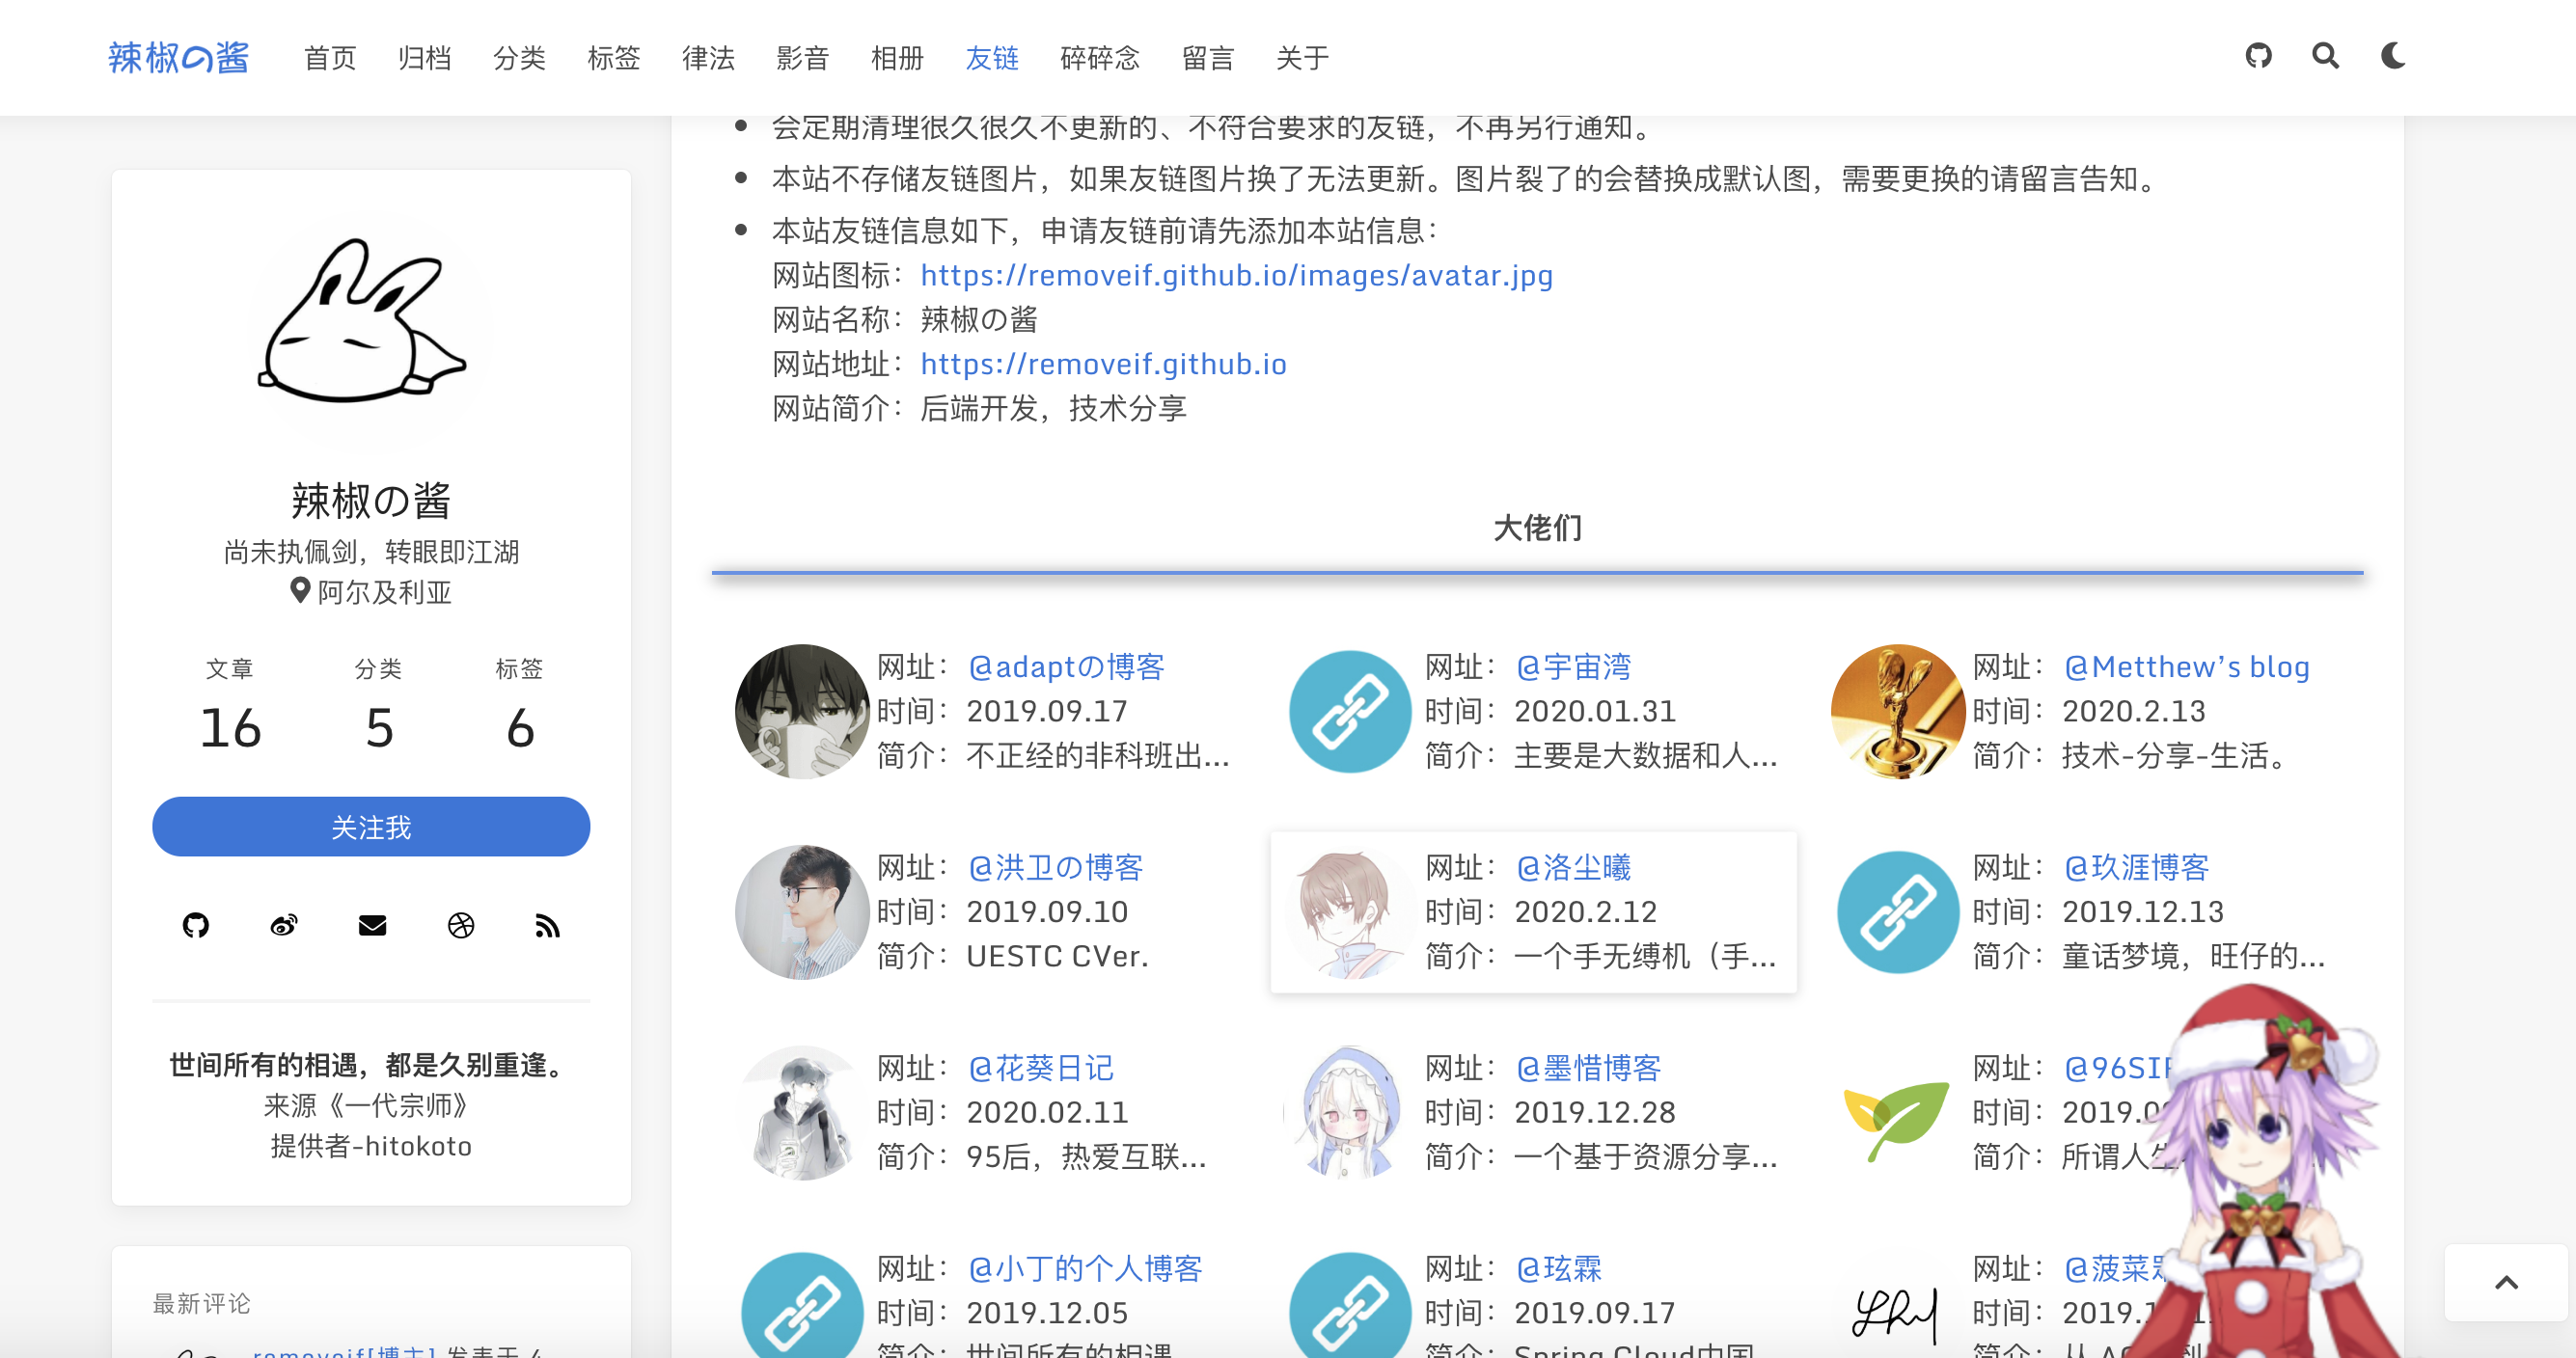 辣椒の酱 首页 归档 分类 标签 律法 影音 相册 友链 碎碎念 留言 关于
辣椒の酱
尚未执佩剑，转眼即江湖
阿尔及利亚
文章 分类 标签
16 5 6
关注我
世间所有的相遇，都是久别重逢。
来源《一代宗师》
提供者-hitokoto
最新评论
removeif[博主] 发表于 4
会定期清理很久很久不更新的、不符合要求的友链，不再另行通知。
本站不存储友链图片，如果友链图片换了无法更新。图片裂了的会替换成默认图，需要更换的请留言告知。
本站友链信息如下，申请友链前请先添加本站信息：
网站图标：https://removeif.github.io/images/avatar.jpg
网站名称：辣椒の酱
网站地址：https://removeif.github.io
网站简介：后端开发，技术分享
大佬们
网址：@adaptの博客
时间：2019.09.17
简介：不正经的非科班出...
网址：@宇宙湾
时间：2020.01.31
简介：主要是大数据和人...
网址：@Metthew’s blog
时间：2020.2.13
简介：技术-分享-生活。
网址：@洪卫の博客
时间：2019.09.10
简介：UESTC CVer.
网址：@洛尘曦
时间：2020.2.12
简介：一个手无缚机（手...
网址：@玖涯博客
时间：2019.12.13
简介：童话梦境，旺仔的...
网址：@花葵日记
时间：2020.02.11
简介：95后，热爱互联...
网址：@墨惜博客
时间：2019.12.28
简介：一个基于资源分享...
网址：@96SI
时间：2019.0
简介：所谓人生
网址：@小丁的个人博客
时间：2019.12.05
简介：世间所有的相遇
网址：@玹霖
时间：2019.09.17
简介：Spring Cloud中国
网址：@菠菜
时间：2019.1
简介：从